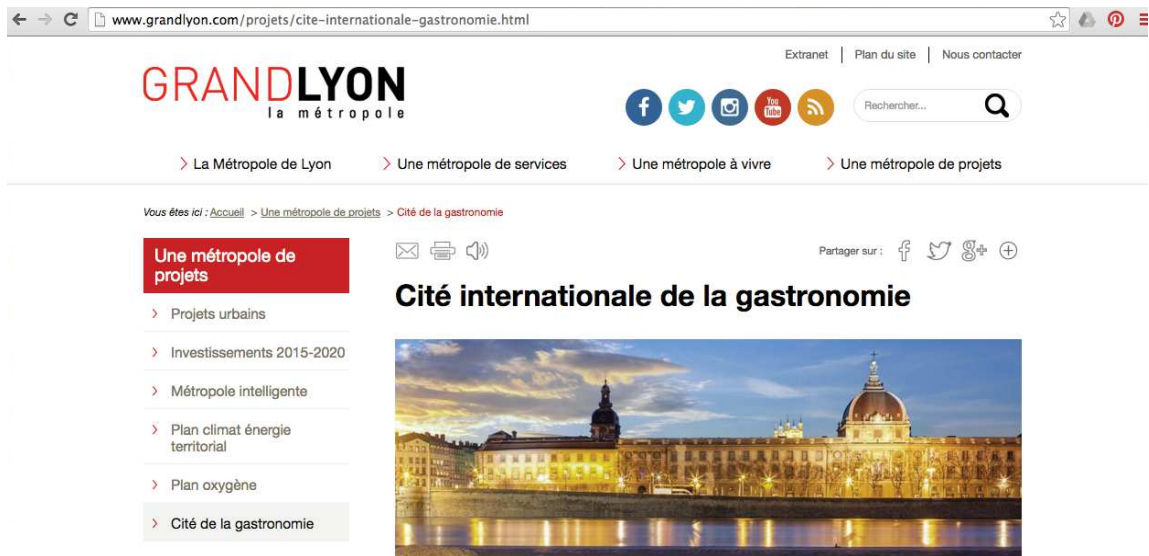 www.grandlyon.com/projets/cite-internationale-gastronomie.html
Extranet | Plan du site | Nous contacter
GRANDLYON
la métropole
You Tube
Rechercher...
> La Métropole de Lyon > Une métropole de services > Une métropole à vivre > Une métropole de projets
Vous êtes ici : Accueil > Une métropole de projets > Cité de la gastronomie
Une métropole de
projets
Partager sur :
Cité internationale de la gastronomie
> Projets urbains
> Investissements 2015-2020
> Métropole intelligente
> Plan climat énergie
territorial
> Plan oxygène
> Cité de la gastronomie